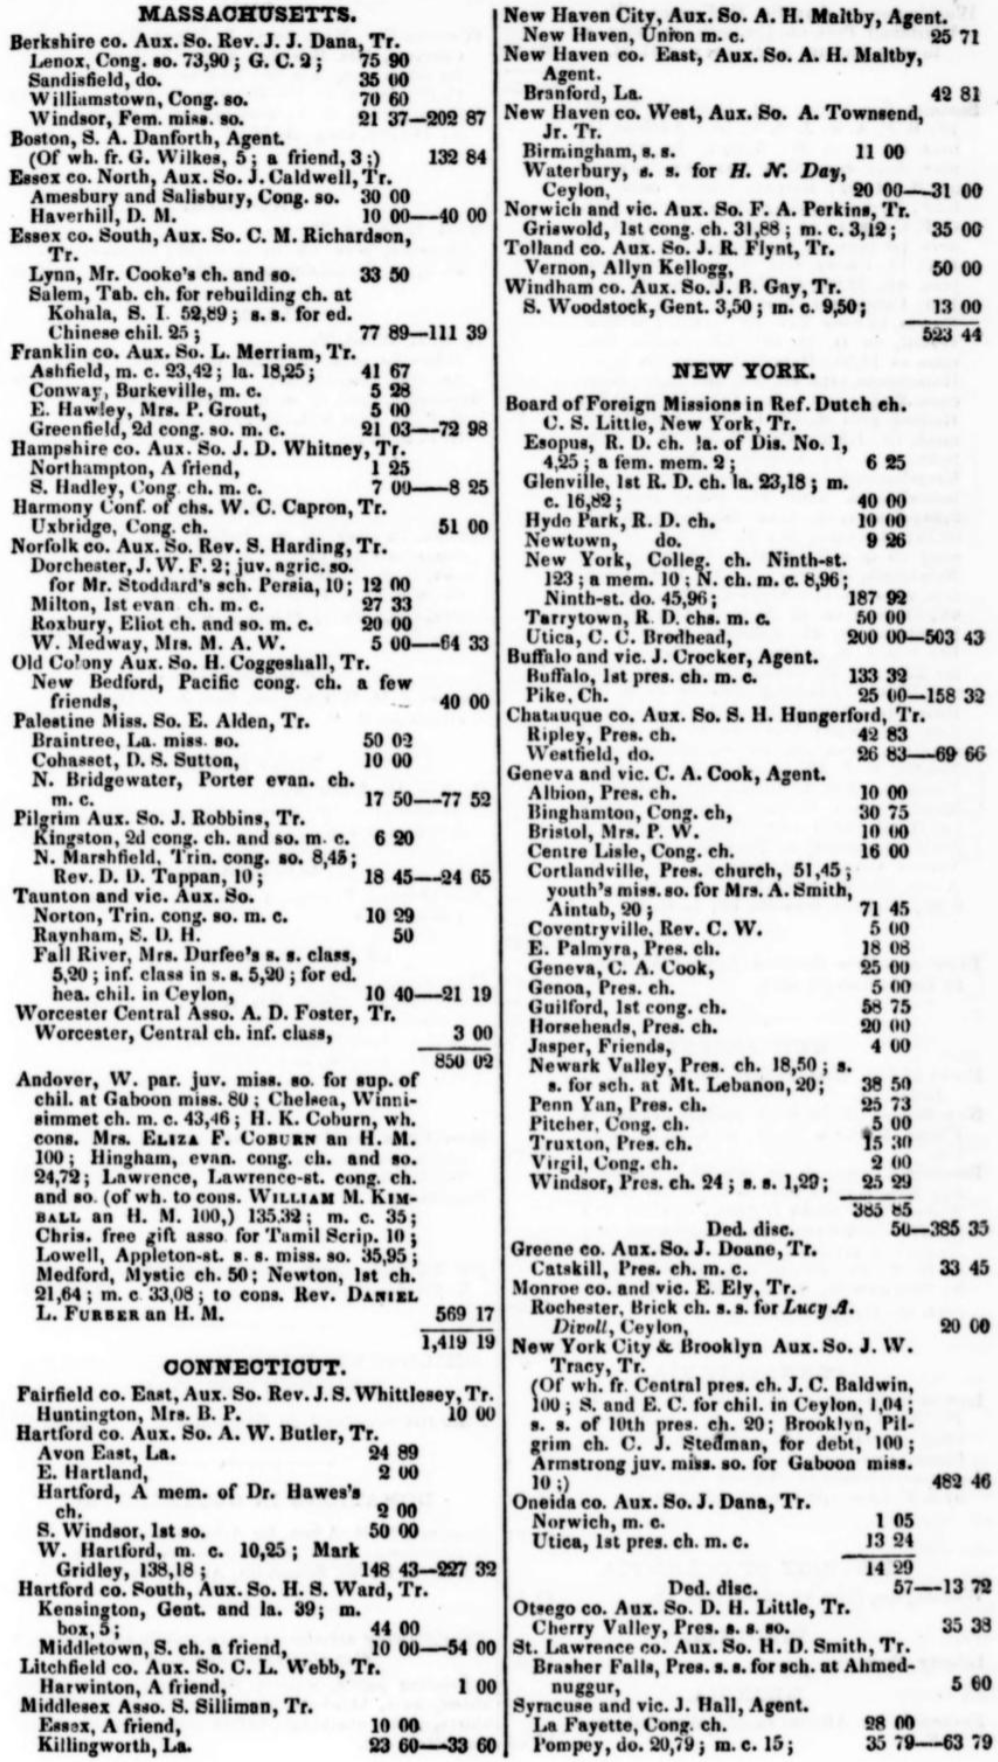 MASSACHUSETTS.
Berkshire co. Aux. So. Rev. J. J. Dana, Tr.
Lenox, Cong. so. 73,90; G. C. 2; 75 90
Sandisfield, do. 35 00
Williamstown, Cong. so. 70 60
Windsor, Fem. miss. so. 21 37—202 87
Boston, S. A. Danforth, Agent.
(Of wh. fr. G. Wilkes, 5; a friend, 3;) 132 84
Essex co. North, Aux. So. J. Caldwell, Tr.
Amesbury and Salisbury, Cong. so. 30 00
Haverhill, D. M. 10 00—40 00
Essex co. South, Aux. So. C. M. Richardson,
Tr.
Lynn, Mr. Cooke's ch. and so. 33 50
Salem, Tab. ch. for rebuilding ch. at
Kohala, S. I. 52,89; s. s. for ed.
Chinese chil. 25; 77 89—111 39
Franklin co. Aux. So. L. Merriam, Tr.
Ashfield, m. c. 23,42; la. 18,25; 41 67
Conway, Burkeville, m. c. 5 28
E. Hawley, Mrs. P. Grout, 5 00
Greenfield, 2d cong. so. m. c. 21 03—72 98
Hampshire co. Aux. So. J. D. Whitney, Tr.
Northampton, A friend, 1 25
S. Hadley, Cong. ch. m. c. 7 00—8 25
Harmony Conf. of chs. W. C. Capron, Tr.
Uxbridge, Cong. ch. 51 00
Norfolk co. Aux. So. Rev. S. Harding, Tr.
Dorchester, J. W. F. 2; juv. agric. so.
for Mr. Stoddard's sch. Persia, 10; 12 00
Milton, 1st evan. ch. m. c. 27 33
Roxbury, Eliot ch. and so. m. c. 20 00
W. Medway, Mrs. M. A. W. 5 00—64 33
Old Colony Aux. So. H. Coggeshall, Tr.
New Bedford, Pacific cong. ch. a few
friends, 40 00
Palestine Miss. So. E. Alden, Tr.
Braintree, La. miss. so. 50 02
Cohasset, D. S. Sutton, 10 00
N. Bridgewater, Porter evan. ch.
m. c. 17 50—77 52
Pilgrim Aux. So. J. Robbins, Tr.
Kingston, 2d cong. ch. and so. m. c. 6 20
N. Marshfield, Trin. cong. so. 8,45;
Rev. D. D. Tappan, 10; 18 45—24 65
Taunton and vic. Aux. So.
Norton, Trin. cong. so. m. c. 10 29
Raynham, S. D. H. 50
Fall River, Mrs. Durfee's s. s. class,
5,20; inf. class in s. s. 5,20; for ed.
hea. chil. in Ceylon, 10 40—21 19
Worcester Central Asso. A. D. Foster, Tr.
Worcester, Central ch. inf. class, 3 00
850 02
Andover, W. par. juv. miss. so. for sup. of
chil. at Gaboon miss. 80; Chelsea, Winni-
simmet ch. m. c. 43,46; H. K. Coburn, wh.
cons. Mrs. ELIZA F. COBURN an H. M.
100; Hingham, evan. cong. ch. and so.
24,72; Lawrence, Lawrence-st. cong. ch.
and so. (of wh. to cons. WILLIAM M. KIM-
BALL an H. M. 100,) 135,32; m. c. 35;
Chris. free gift asso. for Tamil Scrip. 10;
Lowell, Appleton-st. s. s. miss. so. 35,95;
Medford, Mystic ch. 50; Newton, 1st ch.
21,64; m. c. 33,08; to cons. Rev. DANIEL
L. FURBER an H. M. 569 17
1,419 19
CONNECTICUT.
Fairfield co. East, Aux. So. Rev. J. S. Whittlesey, Tr.
Huntington, Mrs. B. P. 10 00
Hartford co. Aux. So. A. W. Butler, Tr.
Avon East, La. 24 89
E. Hartland, 2 00
Hartford, A mem. of Dr. Hawes's
ch. 2 00
S. Windsor, 1st so. 50 00
W. Hartford, m. c. 10,25; Mark
Gridley, 138,18; 148 43—227 32
Hartford co. South, Aux. So. H. S. Ward, Tr.
Kensington, Gent. and la. 39; m.
box, 5; 44 00
Middletown, S. ch. a friend, 10 00—54 00
Litchfield co. Aux. So. C. L. Webb, Tr.
Harwinton, A friend, 1 00
Middlesex Asso. S. Silliman, Tr.
Essex, A friend, 10 00
Killingworth, La. 23 60—33 60
New Haven City, Aux. So. A. H. Maltby, Agent.
New Haven, Union m. c. 25 71
New Haven co. East, Aux. So. A. H. Maltby,
Agent.
Branford, La. 42 81
New Haven co. West, Aux. So. A. Townsend,
Jr. Tr.
Birmingham, s. s. 11 00
Waterbury, s. s. for H. N. Day,
Ceylon, 20 00—31 00
Norwich and vic. Aux. So. F. A. Perkins, Tr.
Griswold, 1st cong. ch. 31,88; m. c. 3,12; 35 00
Tolland co. Aux. So. J. R. Flynt, Tr.
Vernon, Allyn Kellogg, 50 00
Windham co. Aux. So. J. B. Gay, Tr.
S. Woodstock, Gent. 3,50; m. c. 9,50; 13 00
523 44
NEW YORK.
Board of Foreign Missions in Ref. Dutch ch.
C. S. Little, New York, Tr.
Esopus, R. D. ch. la. of Dis. No. 1,
4,25; a fem. mem. 2; 6 25
Glenville, 1st R. D. ch. la. 23,18; m.
c. 16,82; 40 00
Hyde Park, R. D. ch. 10 00
Newtown, do. 9 26
New York, Colleg. ch. Ninth-st.
123; a mem. 10; N. ch. m. c. 8,96;
Ninth-st. do. 45,96; 187 92
Tarrytown, R. D. chs. m. c. 50 00
Utica, C. C. Brodhead, 200 00—503 43
Buffalo and vic. J. Crocker, Agent.
Buffalo, 1st pres. ch. m. c. 133 32
Pike, Ch. 25 00—158 32
Chatauque co. Aux. So. S. H. Hungerford, Tr.
Ripley, Pres. ch. 42 83
Westfield, do. 26 83—69 66
Geneva and vic. C. A. Cook, Agent.
Albion, Pres. ch. 10 00
Binghamton, Cong. ch, 30 75
Bristol, Mrs. P. W. 10 00
Centre Lisle, Cong. ch. 16 00
Cortlandville, Pres. church, 51,45;
youth's miss. so. for Mrs. A. Smith,
Aintab, 20; 71 45
Coventryville, Rev. C. W. 5 00
E. Palmyra, Pres. ch. 18 08
Geneva, C. A. Cook, 25 00
Genoa, Pres. ch. 5 00
Guilford, 1st cong. ch. 58 75
Horseheads, Pres. ch. 20 00
Jasper, Friends, 4 00
Newark Valley, Pres. ch. 18,50; s.
s. for sch. at Mt. Lebanon, 20; 38 50
Penn Yan, Pres. ch. 25 73
Pitcher, Cong. ch. 5 00
Truxton, Pres. ch. 15 30
Virgil, Cong. ch. 2 00
Windsor, Pres. ch. 24; s. s. 1,29; 25 29
385 85
Ded. disc. 50—385 35
Greene co. Aux. So. J. Doane, Tr.
Catskill, Pres. ch. m. c. 33 45
Monroe co. and vic. E. Ely, Tr.
Rochester, Brick ch. s. s. for Lucy A.
Divoll, Ceylon, 20 00
New York City & Brooklyn Aux. So. J. W.
Tracy, Tr.
(Of wh. fr. Central pres. ch. J. C. Baldwin,
100; S. and E. C. for chil. in Ceylon, 1,04;
s. s. of 10th pres. ch. 20; Brooklyn, Pil-
grim ch. C. J. Stedman, for debt, 100;
Armstrong juv. miss. so. for Gaboon miss.
10;) 482 46
Oneida co. Aux. So. J. Dana, Tr.
Norwich, m. c. 1 05
Utica, 1st pres. ch. m. c. 13 24
14 29
Ded. disc. 57—13 72
Otsego co. Aux. So. D. H. Little, Tr.
Cherry Valley, Pres. s. s. so. 35 38
St. Lawrence co. Aux. So. H. D. Smith, Tr.
Brasher Falls, Pres. s. s. for sch. at Ahmed-
nuggur, 5 60
Syracuse and vic. J. Hall, Agent.
La Fayette, Cong. ch. 28 00
Pompey, do. 20,79; m. c. 15; 35 79—63 79